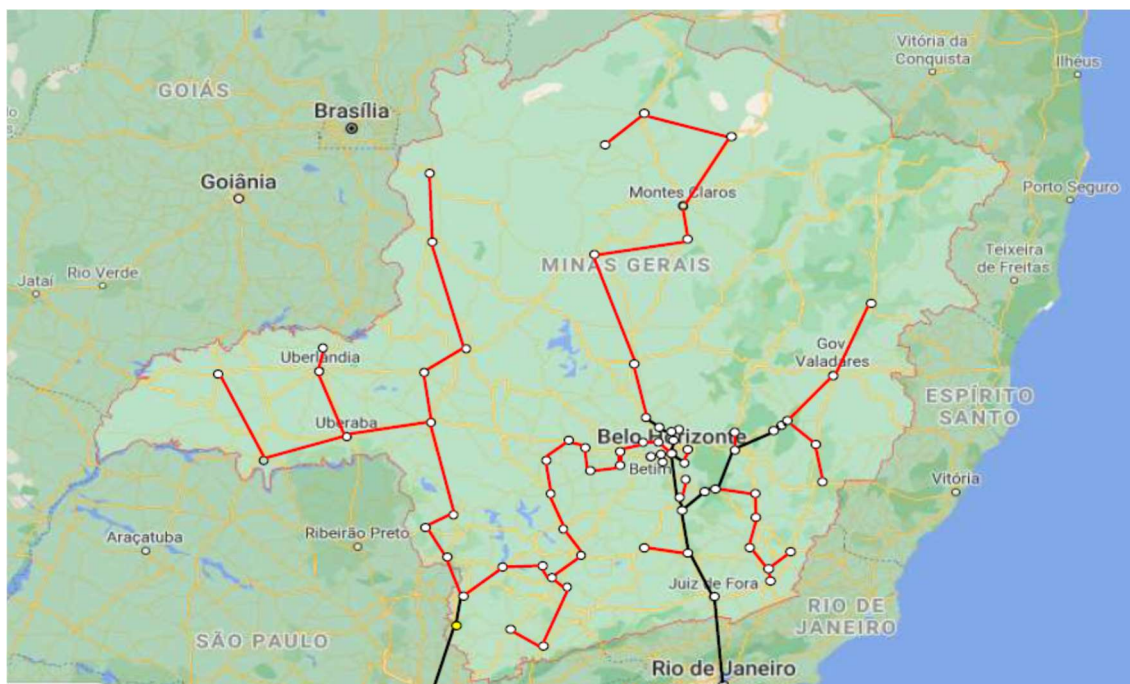 Vitória da
Conquista
Ilhéus
GOIÁS
Brasília
Goiânia
Montes Claros
Porto Seguro
MINAS GERAIS
Teixeira
de Freitas
Jataí
Rio Verde
Gov
Valadares
Uberlândia
ESPÍRITO
SANTO
Uberaba
Belo Horizonte
Betim
Vitória
Ribeirão Preto
Araçatuba
Juiz de Fora
RIO DE
JANEIRO
SÃO PAULO
Rio de Janeiro